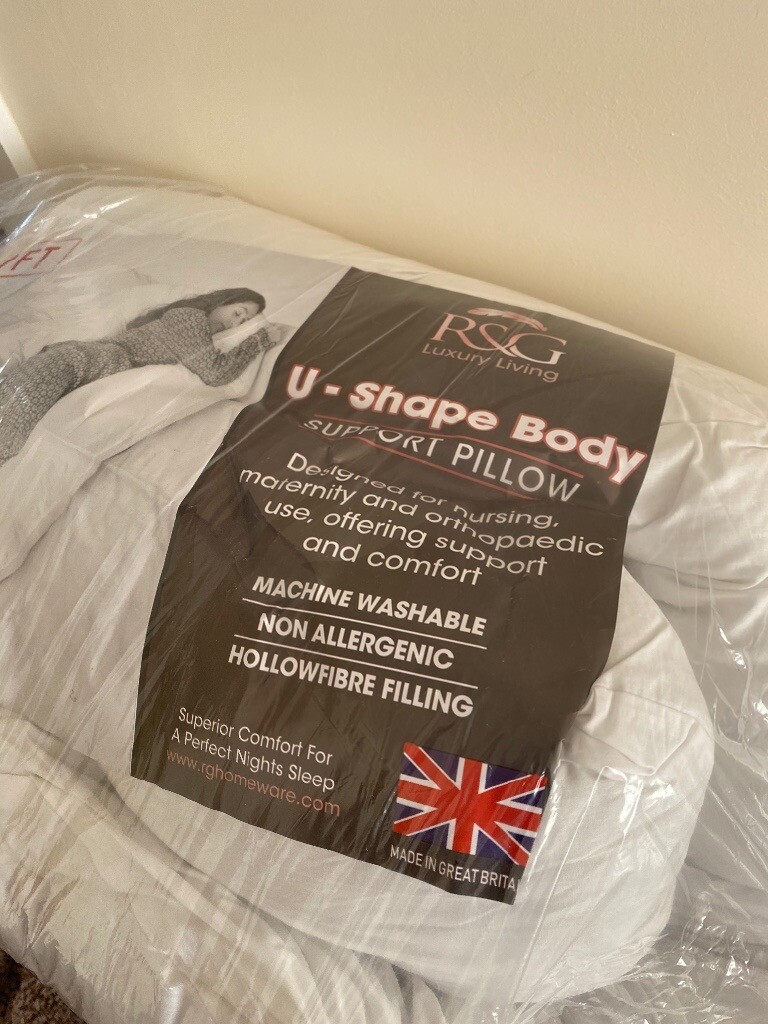 FT
R&G
Luxury Living
U - Shape Body
SUPPORT PILLOW
Designed for nursing,
maternity and orthopaedic
use, offering support
and comfort
MACHINE WASHABLE
NON ALLERGENIC
HOLLOWFIBRE FILLING
Superior Comfort For
A Perfect Nights Sleep
www.rghomeware.com
MADE IN GREAT BRITA